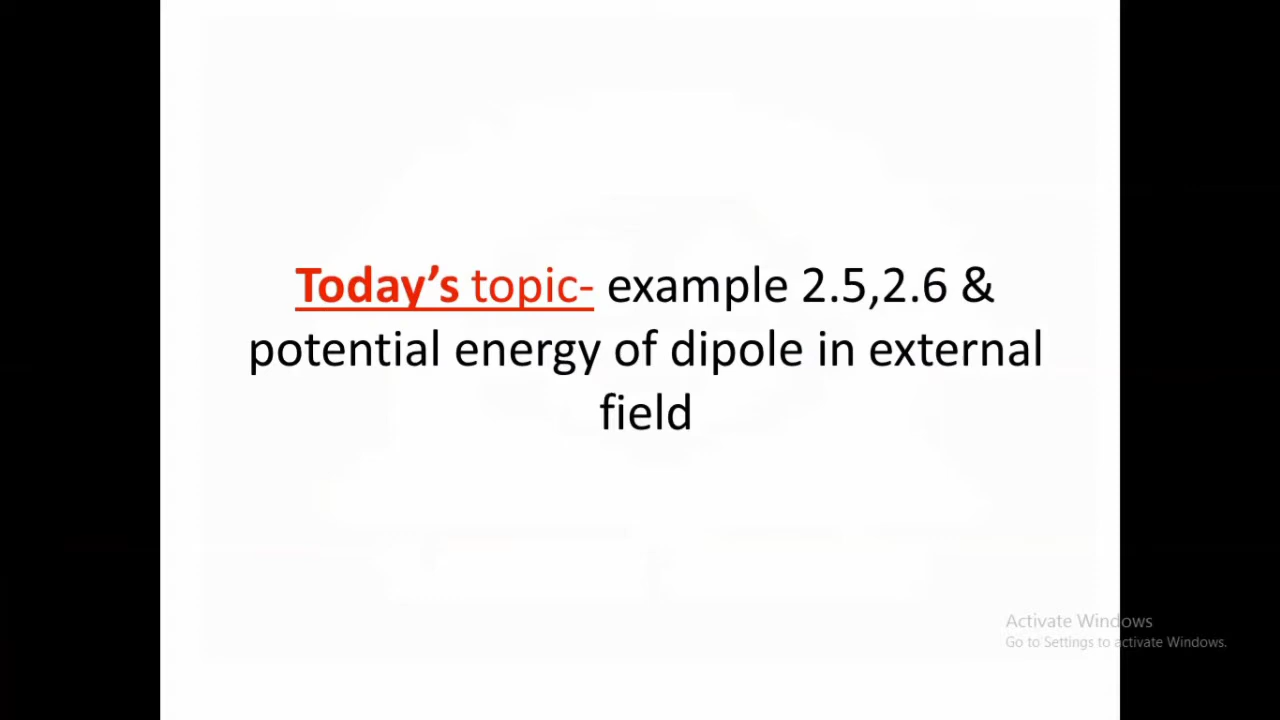 Today’s topic- example 2.5,2.6 &
potential energy of dipole in external
field
Activate Windows
Go to Settings to activate Windows.